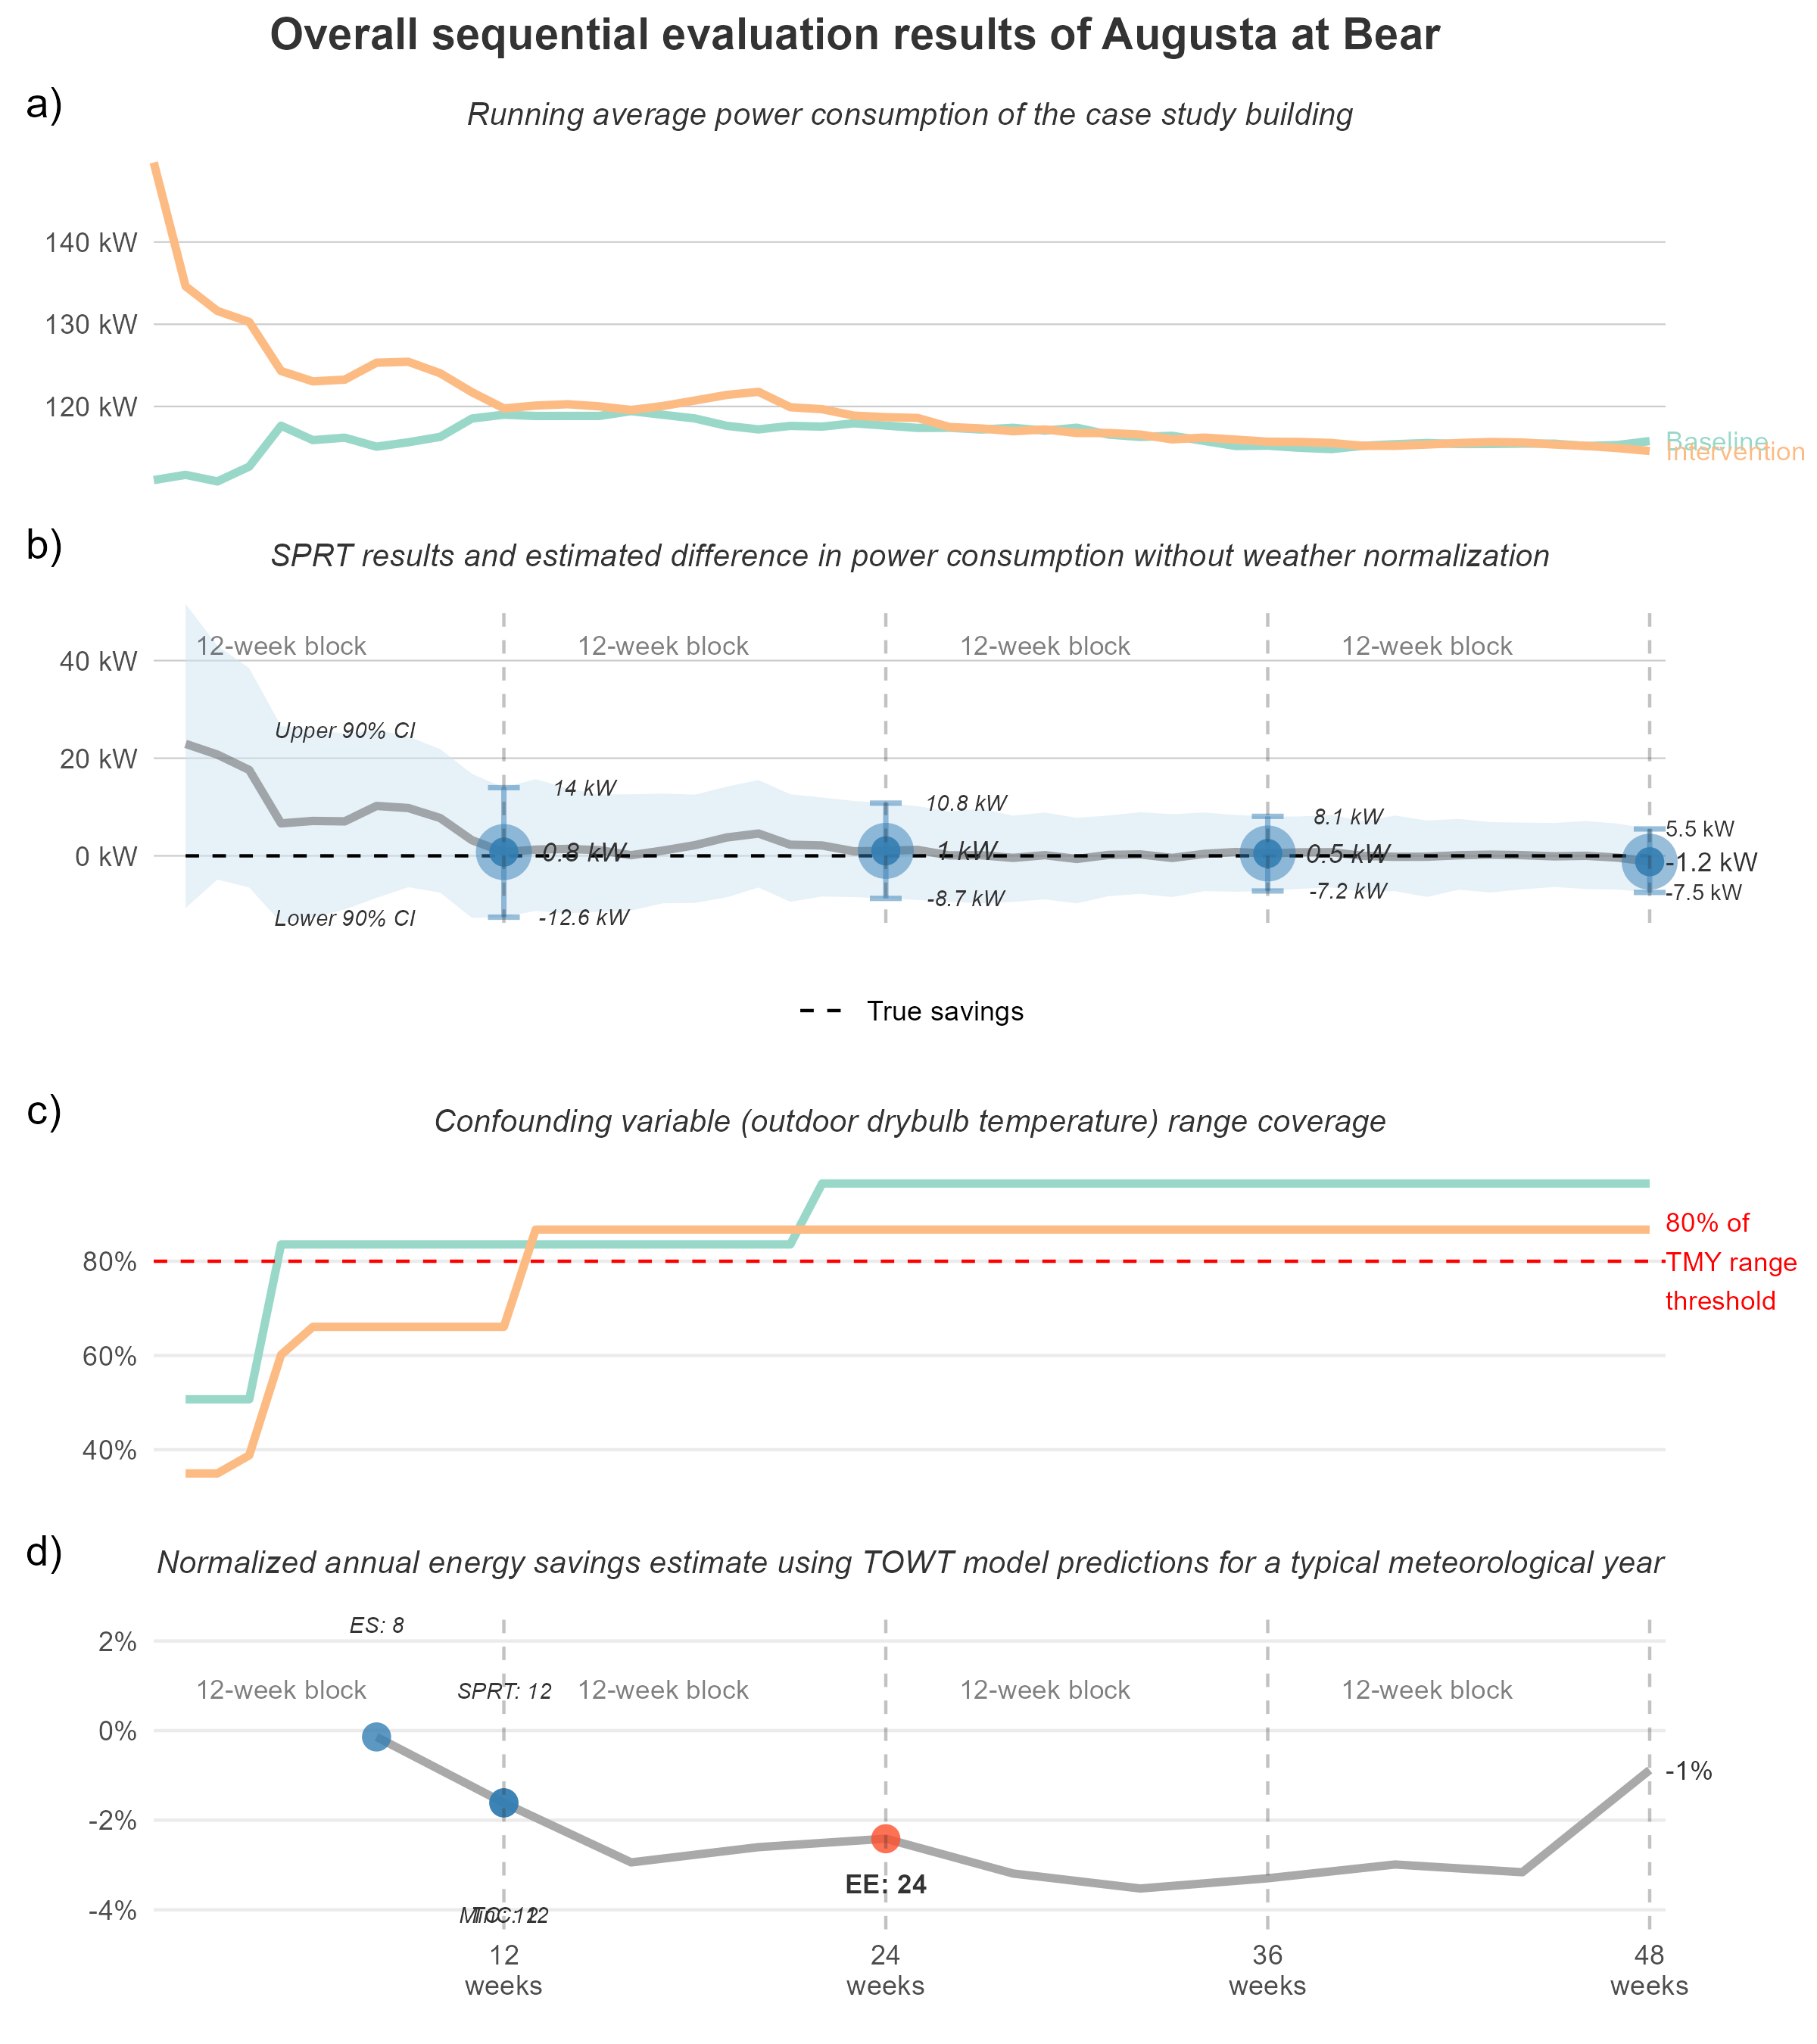 Overall sequential evaluation results of Augusta at Bear
a)
Running average power consumption of the case study building
140 kW
130 kW
120 kW
Baseline
Intervention
b)
SPRT results and estimated difference in power consumption without weather normalization
12-week block
12-week block
12-week block
12-week block
40 kW
20 kW
0 kW
Upper 90% CI
Lower 90% CI
14 kW
0.8 kW
-12.6 kW
10.8 kW
1 kW
-8.7 kW
8.1 kW
0.5 kW
-7.2 kW
5.5 kW
-1.2 kW
-7.5 kW
True savings
c)
Confounding variable (outdoor drybulb temperature) range coverage
80%
60%
40%
80% of
TMY range
threshold
d)
Normalized annual energy savings estimate using TOWT model predictions for a typical meteorological year
ES: 8
2%
12-week block
SPRT: 12
12-week block
12-week block
12-week block
0%
-1%
-2%
EE: 24
-4%
12
weeks
24
weeks
36
weeks
48
weeks